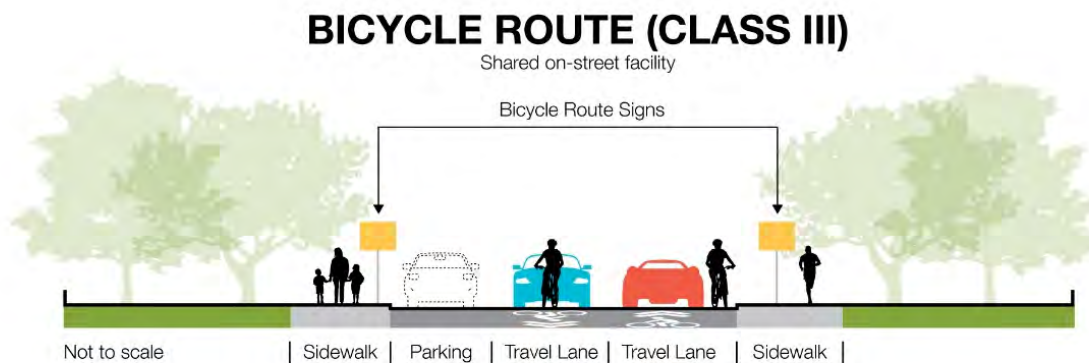 BICYCLE ROUTE (CLASS III)
Shared on-street facility
Bicycle Route Signs
Not to scale
Sidewalk
Parking
Travel Lane
Travel Lane
Sidewalk